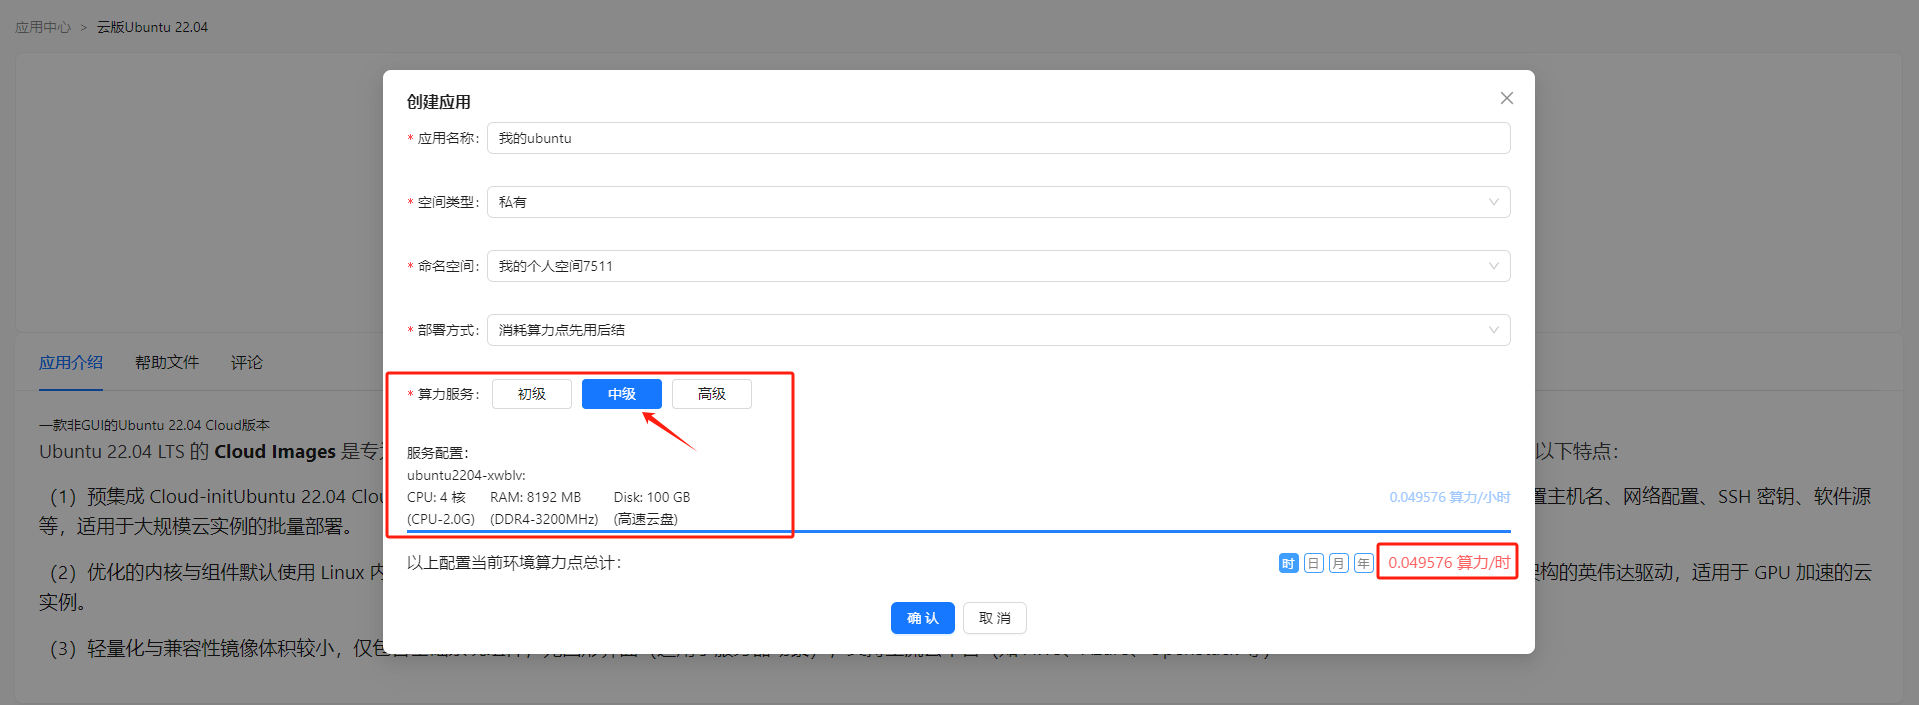 应用中心 > 云版Ubuntu 22.04
创建应用
* 应用名称: 我的ubuntu
* 空间类型: 私有
* 命名空间: 我的个人空间7511
* 部署方式: 消耗算力点先用后结
应用介绍 帮助文件 评论
* 算力服务: 初级 中级 高级
一款非GUI的Ubuntu 22.04 Cloud版本
Ubuntu 22.04 LTS 的 Cloud Images 是专 以下特点：
服务配置:
ubuntu2204-xwblv:
CPU: 4 核 RAM: 8192 MB Disk: 100 GB
(CPU-2.0G) (DDR4-3200MHz) (高速云盘)
0.049576 算力/小时
（1）预集成 Cloud-initUbuntu 22.04 Clou 置主机名、网络配置、SSH 密钥、软件源
等，适用于大规模云实例的批量部署。
以上配置当前环境算力点总计： 时 日 月 年 0.049576 算力/时
（2）优化的内核与组件默认使用 Linux 内 架构的英伟达驱动，适用于 GPU 加速的云
实例。
确 认 取 消
（3）轻量化与兼容性镜像体积较小，仅